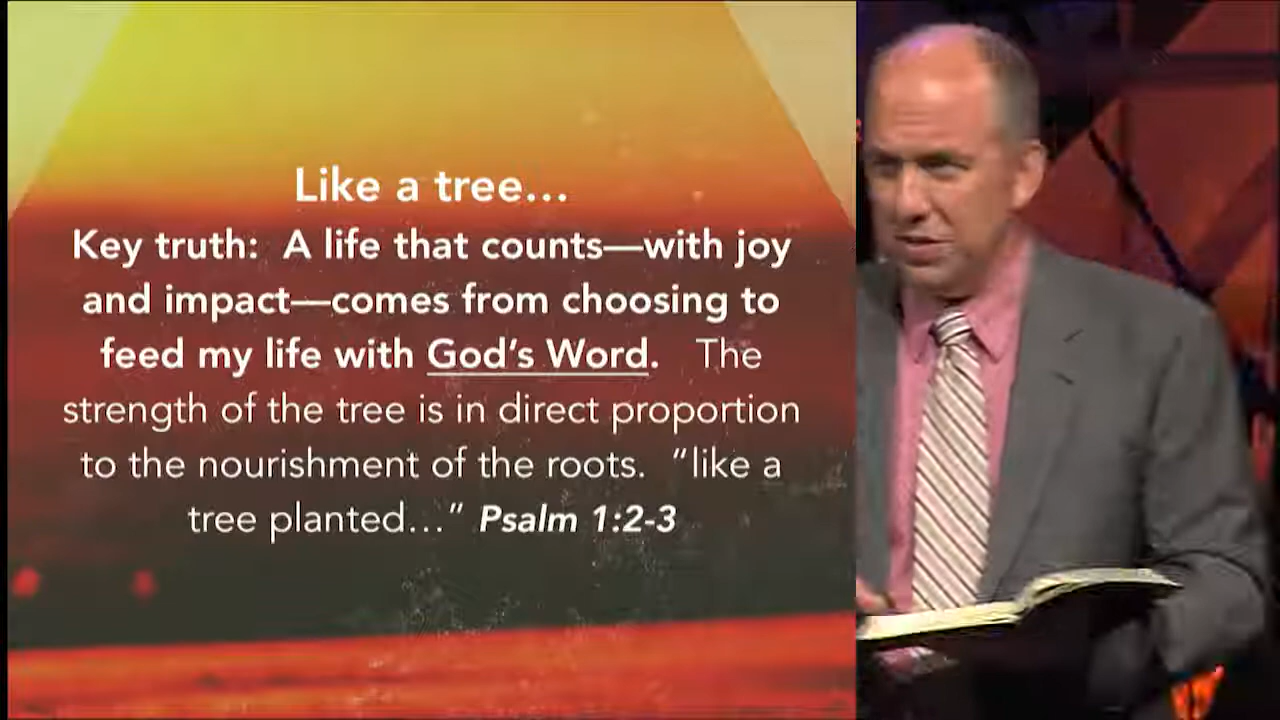 Like a tree…
Key truth:  A life that counts—with joy
and impact—comes from choosing to
feed my life with God’s Word.   The
strength of the tree is in direct proportion
to the nourishment of the roots.  “like a
tree planted…” Psalm 1:2-3